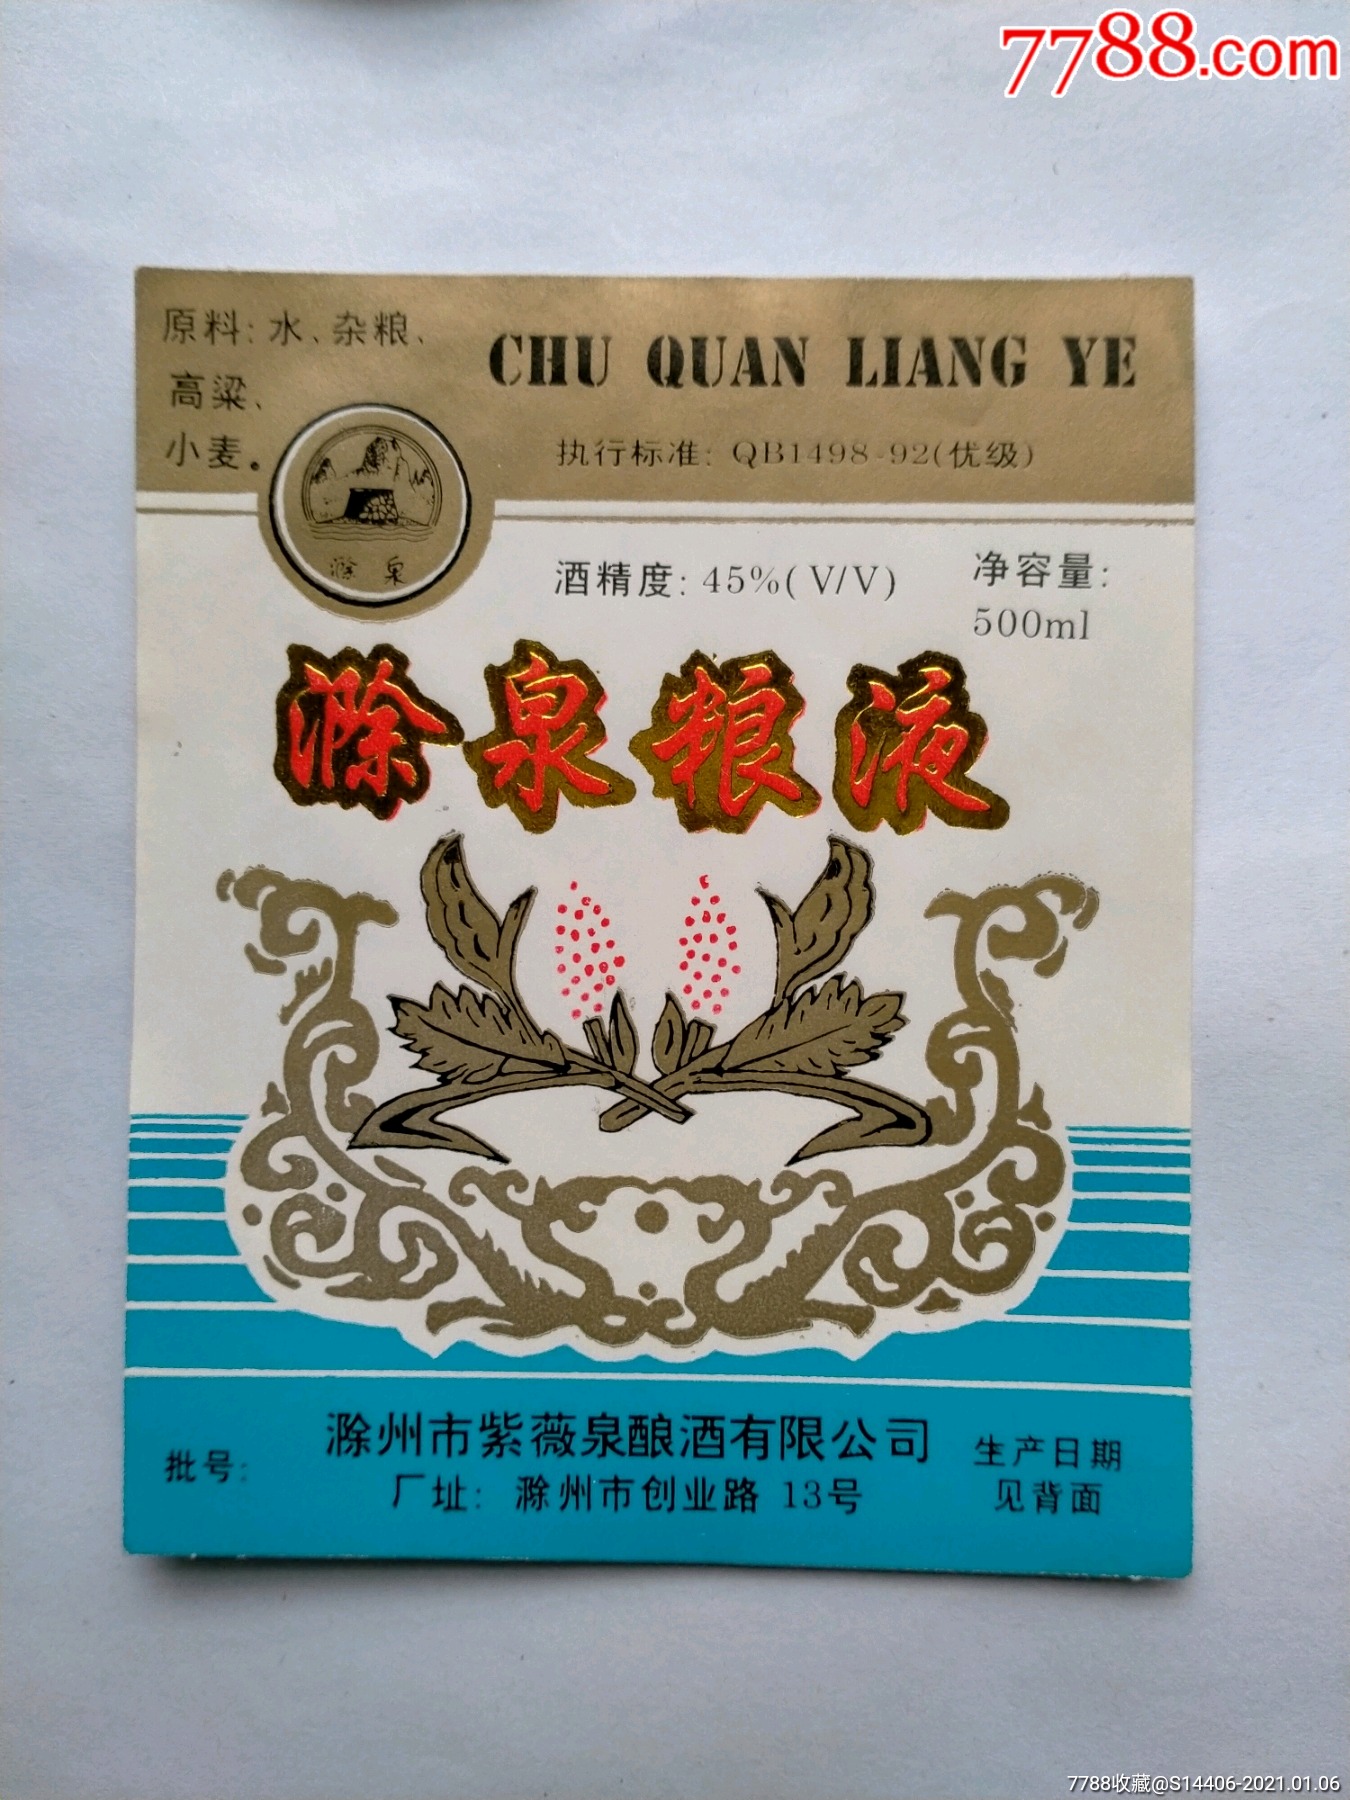 7788.com
原料: 水、杂粮、
高粱、
小麦。
CHU QUAN LIANG YE
执行标准: QB1498-92(优级)
滁 泉
酒精度: 45%(V/V)
净容量:
500ml
滁泉粮液
批号:
滁州市紫薇泉酿酒有限公司
厂址: 滁州市创业路 13号
生产日期
见背面
7788收藏@S14406-2021.01.06